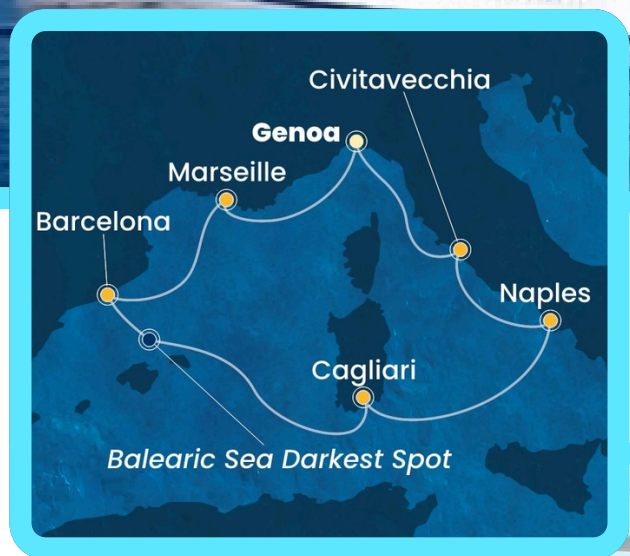 Civitavecchia
Genoa
Marseille
Barcelona
Naples
Cagliari
Balearic Sea Darkest Spot